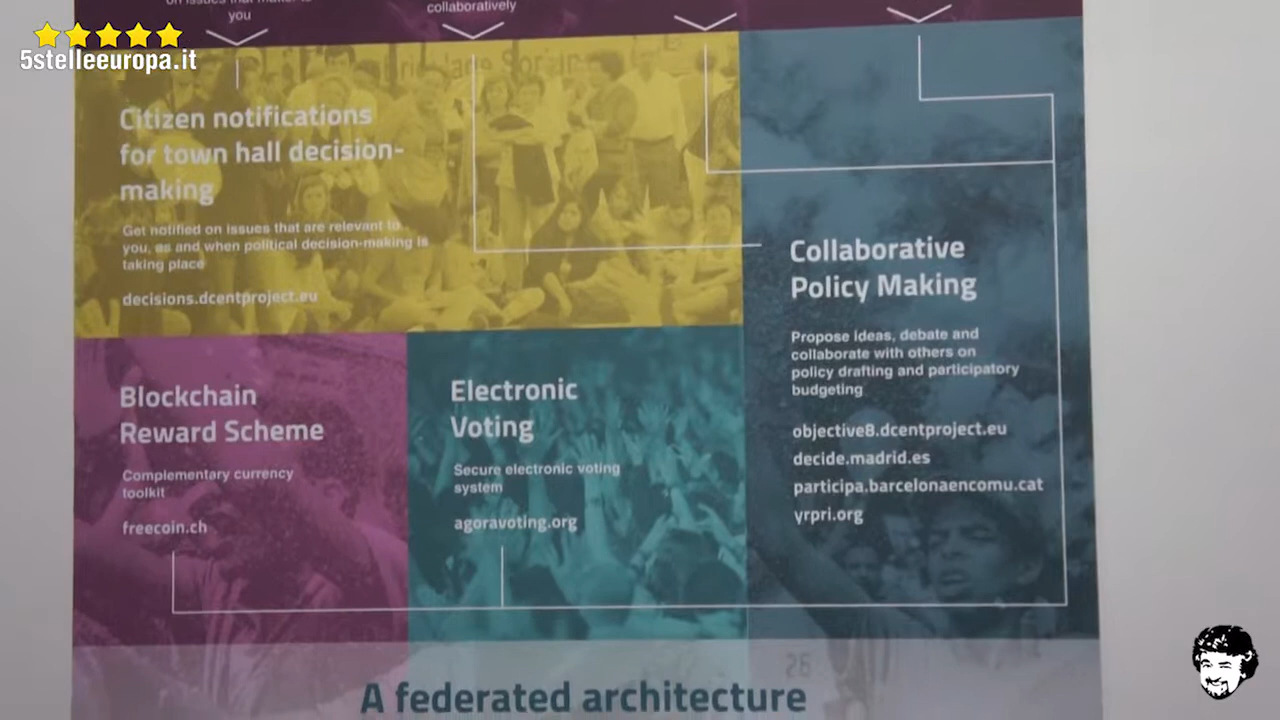 you
collaboratively
5stelleeuropa.it
Citizen notifications
for town hall decision-
making
Get notified on issues that are relevant to
you, as and when political decision-making is
taking place
decisions.dcentproject.eu
Blockchain
Reward Scheme
Complementary currency
toolkit
freecoin.ch
Electronic
Voting
Secure electronic voting
system
agoravoting.org
Collaborative
Policy Making
Propose ideas, debate and
collaborate with others on
policy drafting and participatory
budgeting
objective8.dcentproject.eu
decide.madrid.es
participa.barcelonaencomu.cat
yrpri.org
26
A federated architecture